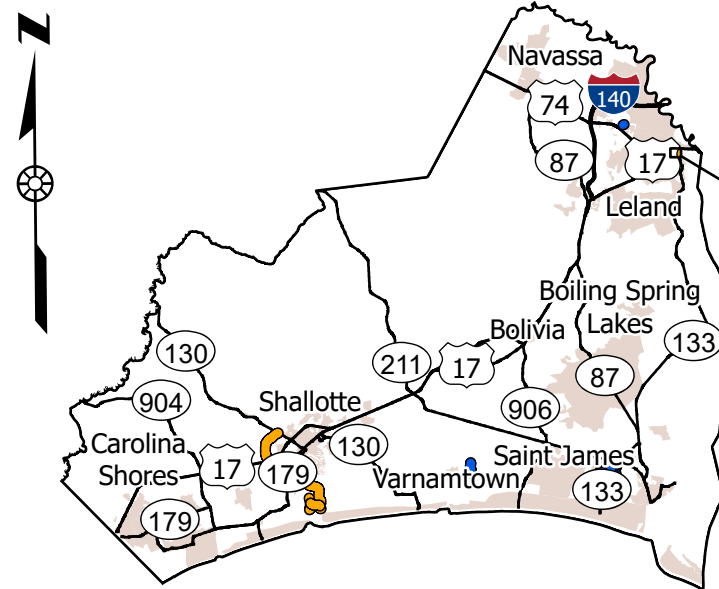 N
Navassa
74
140
87
17
Leland
Boiling Spring
Lakes
Bolivia
133
130
211
17
87
904
Shallotte
906
Carolina
Shores
130
17
179
Saint James
Varnamtown
133
179